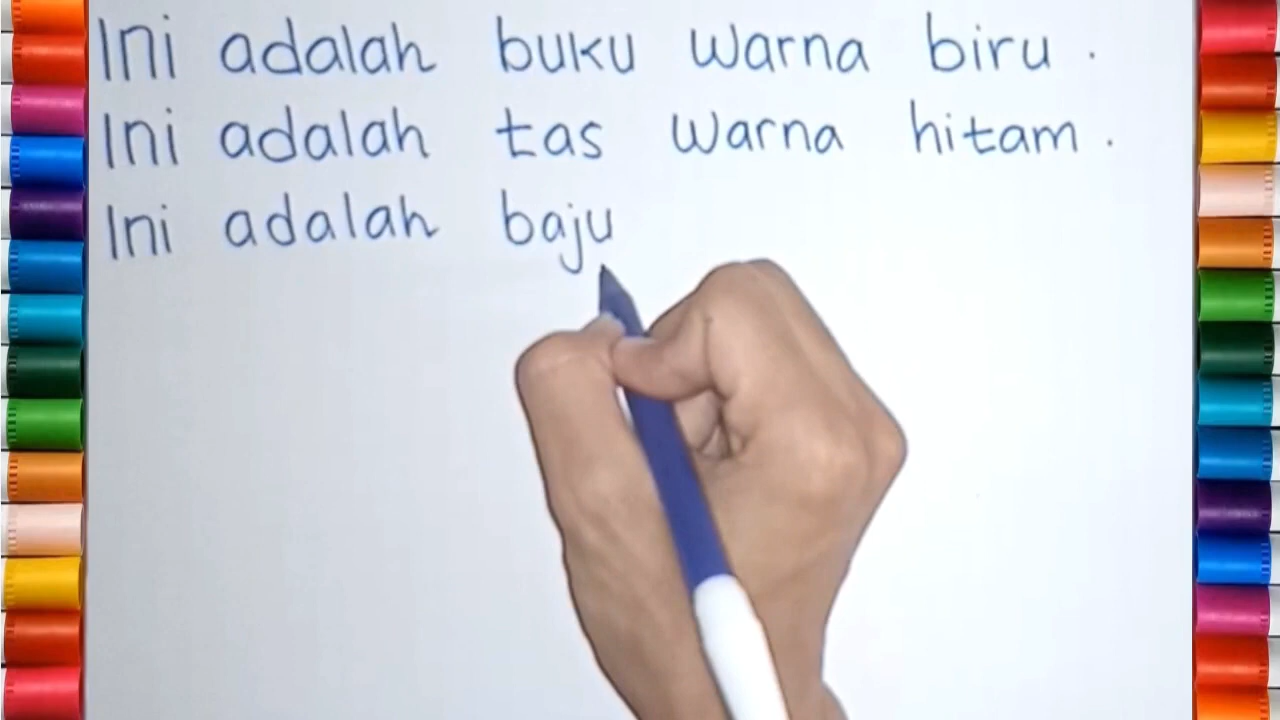 Ini adalah buku warna biru .
Ini adalah tas warna hitam .
Ini adalah baju